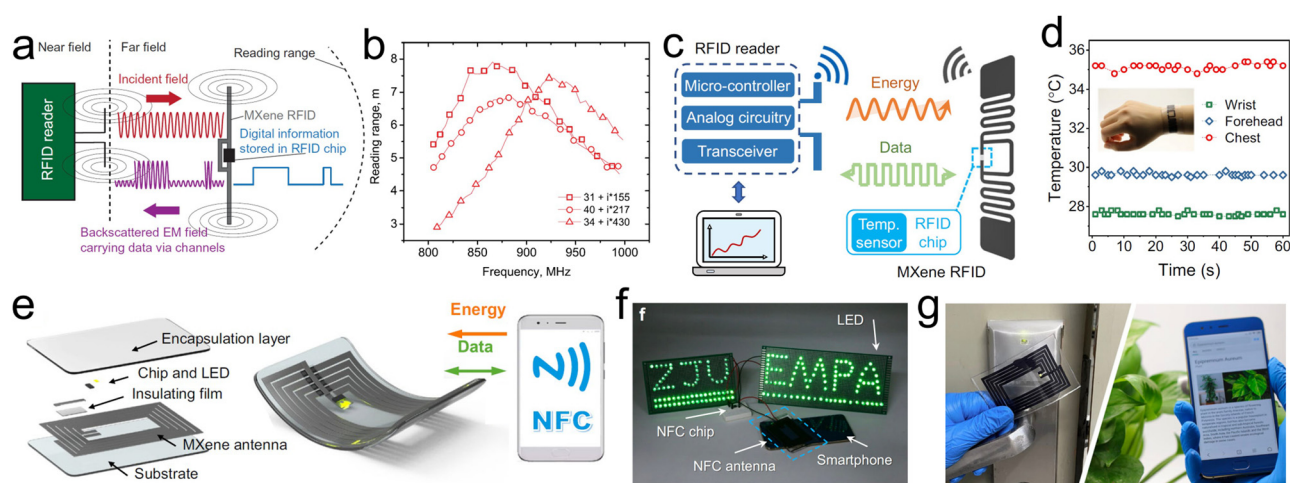 a
Near field
Far field
Reading range
Incident field
RFID reader
MXene RFID
Digital information
stored in RFID chip
Backscattered EM field
carrying data via channels
b
Reading range, m
8
7
6
5
4
3
800
850
900
950
1000
Frequency, MHz
31 + i*155
40 + i*217
34 + i*430
c
RFID reader
Micro-controller
Analog circuitry
Transceiver
Energy
Data
Temp.
sensor
RFID
chip
MXene RFID
d
Temperature (°C)
36
34
32
30
28
Wrist
Forehead
Chest
0
10
20
30
40
50
60
Time (s)
e
Encapsulation layer
Chip and LED
Insulating film
MXene antenna
Substrate
Energy
Data
N
NFC
f
f
LED
ZJU
EMPA
NFC chip
NFC antenna
Smartphone
g